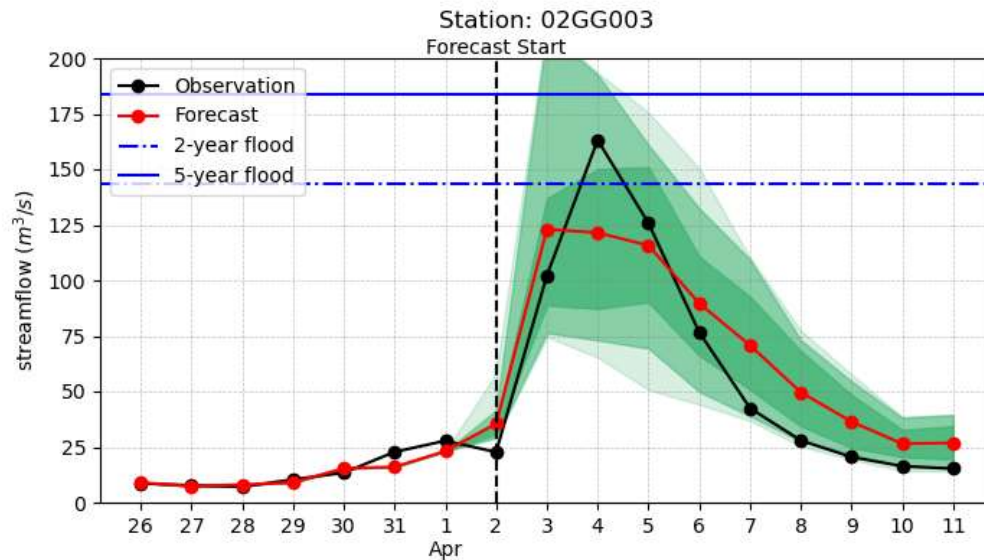 Station: 02GG003
Forecast Start
200
175
150
125
100
75
50
25
0
streamflow (m³/s)
Observation
Forecast
2-year flood
5-year flood
26 27 28 29 30 31 1 2 3 4 5 6 7 8 9 10 11
Apr